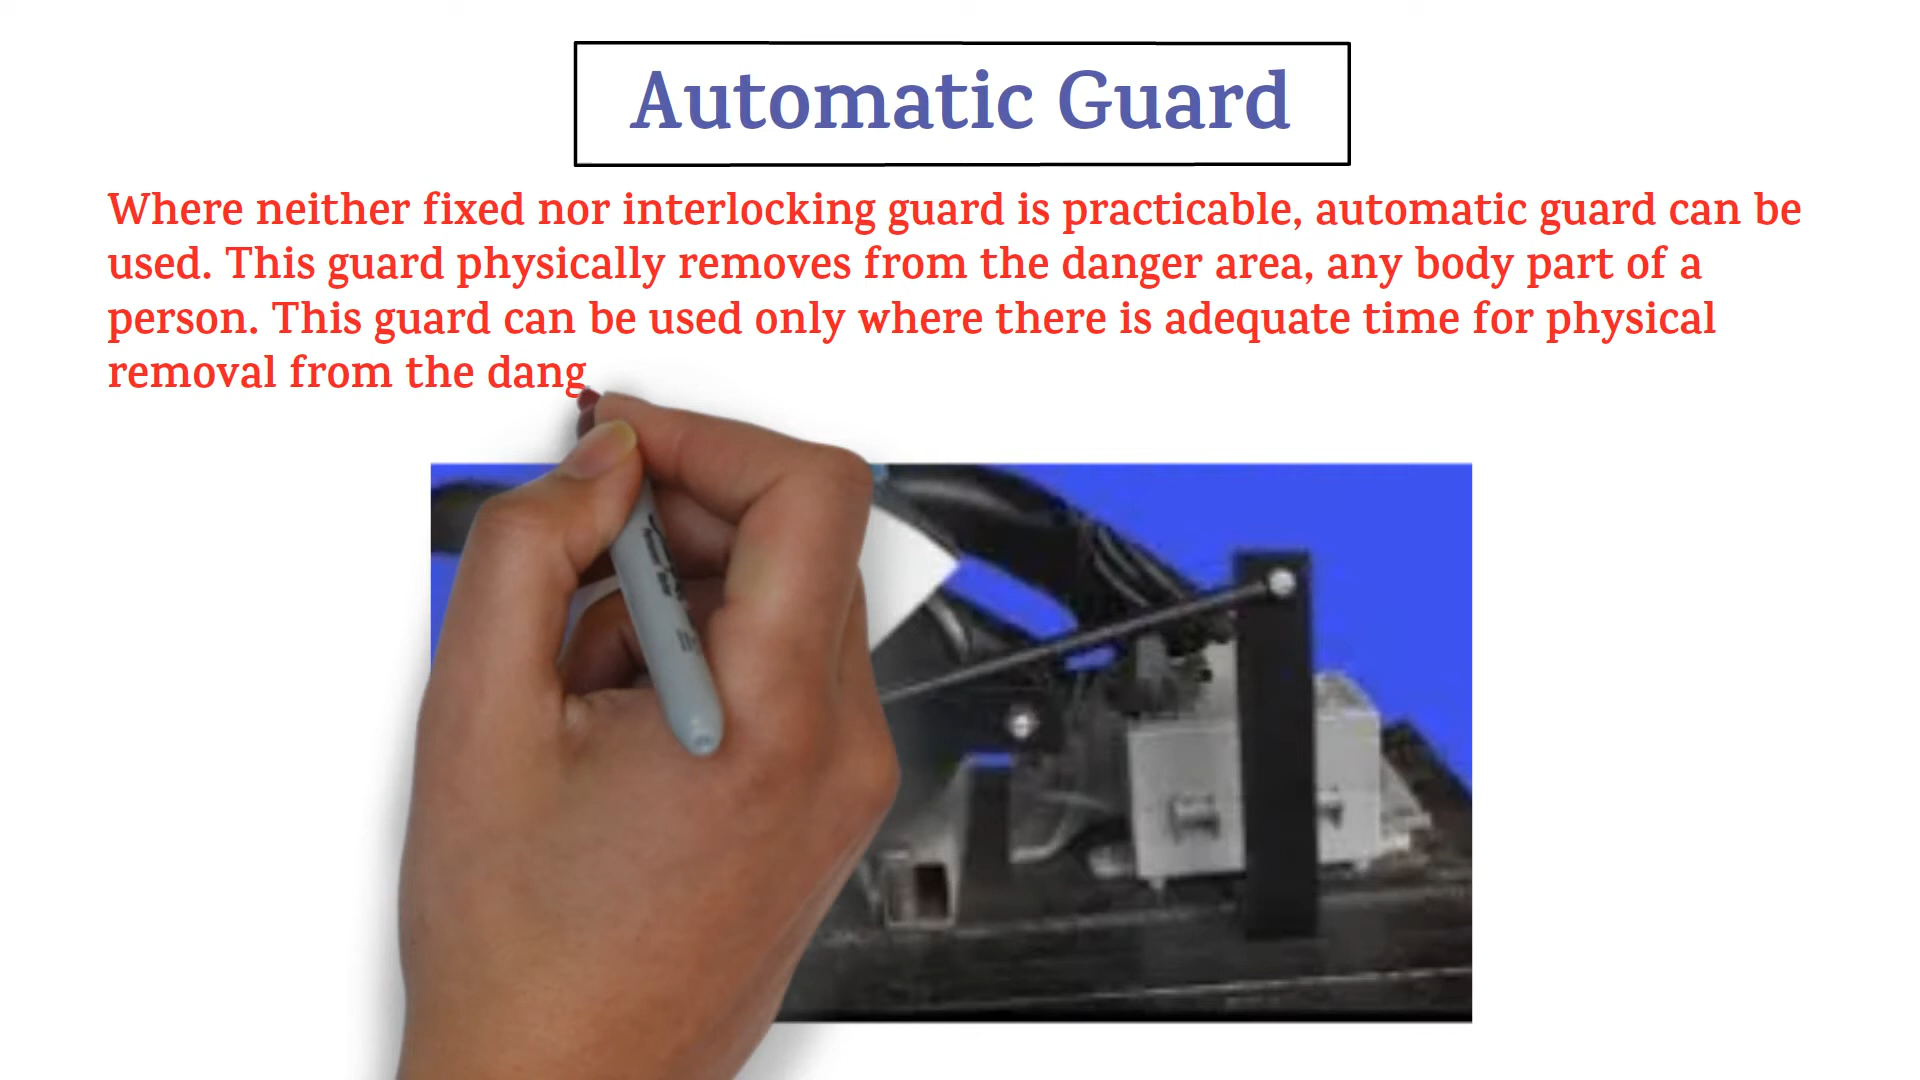 Automatic Guard
Where neither fixed nor interlocking guard is practicable, automatic guard can be
used. This guard physically removes from the danger area, any body part of a
person. This guard can be used only where there is adequate time for physical
removal from the dang